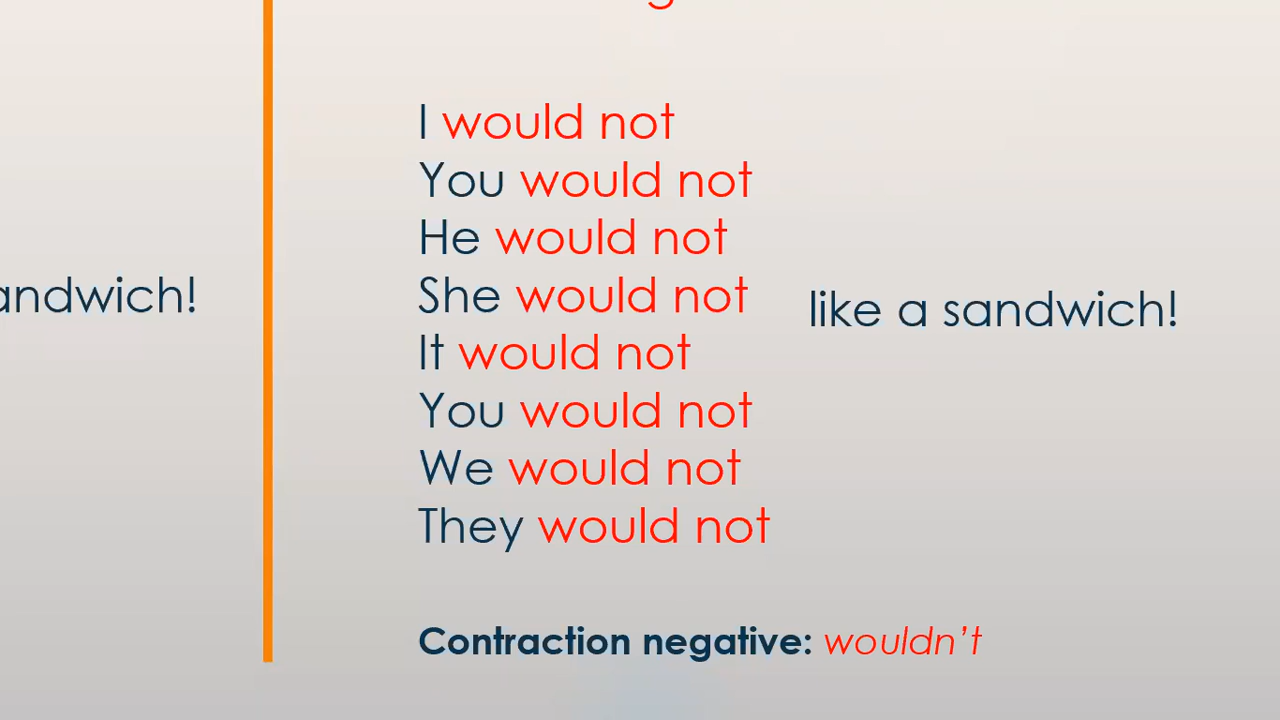 I would not
You would not
He would not
She would not
It would not
You would not
We would not
They would not
like a sandwich!
Contraction negative: wouldn't